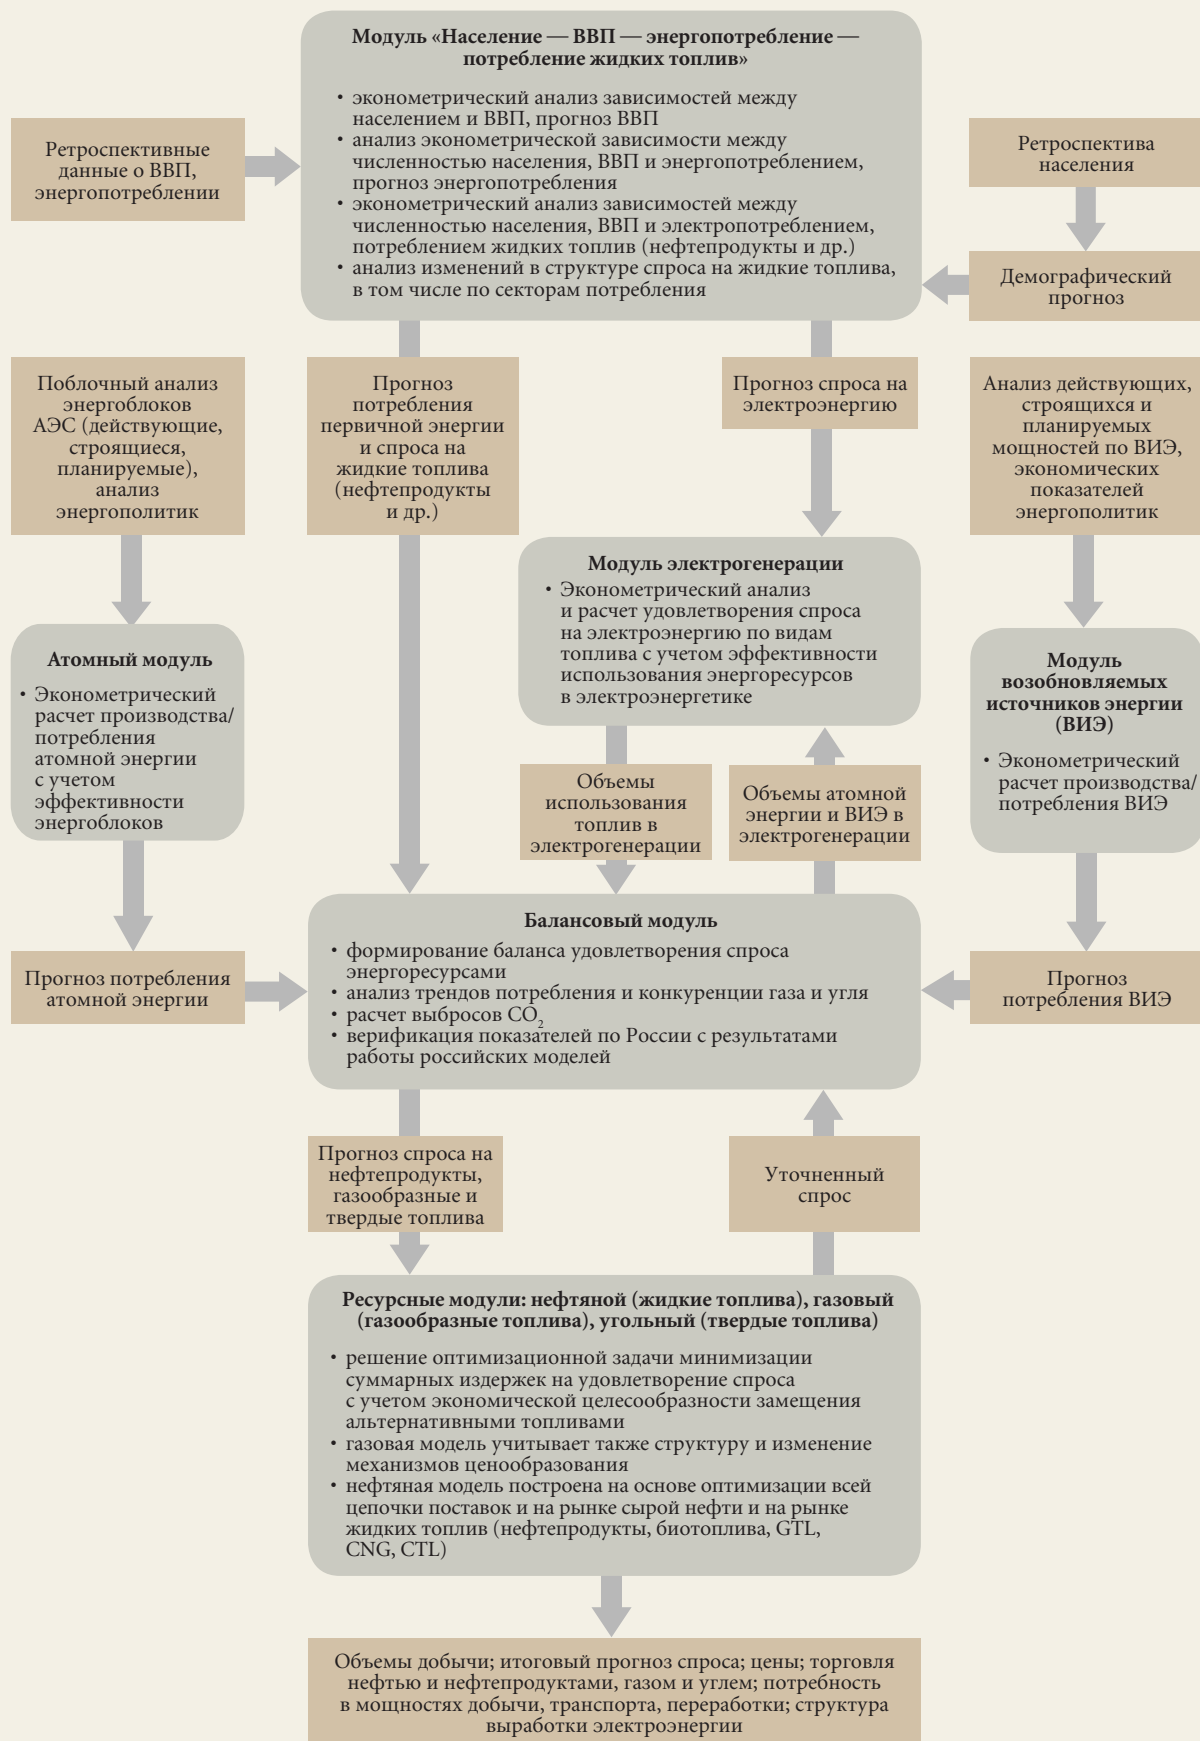 Модуль «Население — ВВП — энергопотребление —
потребление жидких топлив»
• эконометрический анализ зависимостей между
населением и ВВП, прогноз ВВП
• анализ эконометрической зависимости между
численностью населения, ВВП и энергопотреблением,
прогноз энергопотребления
• эконометрический анализ зависимостей между
численностью населения, ВВП и электропотреблением,
потреблением жидких топлив (нефтепродукты и др.)
• анализ изменений в структуре спроса на жидкие топлива,
в том числе по секторам потребления
Ретроспективные
данные о ВВП,
энергопотреблении
Ретроспектива
населения
Демографический
прогноз
Поблочный анализ
энергоблоков
АЭС (действующие,
строящиеся,
планируемые),
анализ
энергополитик
Прогноз
потребления
первичной энергии
и спроса на
жидкие топлива
(нефтепродукты
и др.)
Прогноз спроса на
электроэнергию
Анализ действующих,
строящихся и
планируемых
мощностей по ВИЭ,
экономических
показателей
энергополитик
Модуль электрогенерации
• Эконометрический анализ
и расчет удовлетворения спроса
на электроэнергию по видам
топлива с учетом эффективности
использования энергоресурсов
в электроэнергетике
Атомный модуль
• Эконометрический
расчет производства/
потребления
атомной энергии
с учетом
эффективности
энергоблоков
Модуль
возобновляемых
источников энергии
(ВИЭ)
• Эконометрический
расчет производства/
потребления ВИЭ
Объемы
использования
топлив в
электрогенерации
Объемы атомной
энергии и ВИЭ в
электрогенерации
Балансовый модуль
• формирование баланса удовлетворения спроса
энергоресурсами
• анализ трендов потребления и конкуренции газа и угля
• расчет выбросов CO2
• верификация показателей по России с результатами
работы российских моделей
Прогноз потребления
атомной энергии
Прогноз
потребления ВИЭ
Прогноз спроса на
нефтепродукты,
газообразные и
твердые топлива
Уточненный
спрос
Ресурсные модули: нефтяной (жидкие топлива), газовый
(газообразные топлива), угольный (твердые топлива)
• решение оптимизационной задачи минимизации
суммарных издержек на удовлетворение спроса
с учетом экономической целесообразности замещения
альтернативными топливами
• газовая модель учитывает также структуру и изменение
механизмов ценообразования
• нефтяная модель построена на основе оптимизации всей
цепочки поставок и на рынке сырой нефти и на рынке
жидких топлив (нефтепродукты, биотоплива, GTL,
CNG, CTL)
Объемы добычи; итоговый прогноз спроса; цены; торговля
нефтью и нефтепродуктами, газом и углем; потребность
в мощностях добычи, транспорта, переработки; структура
выработки электроэнергии